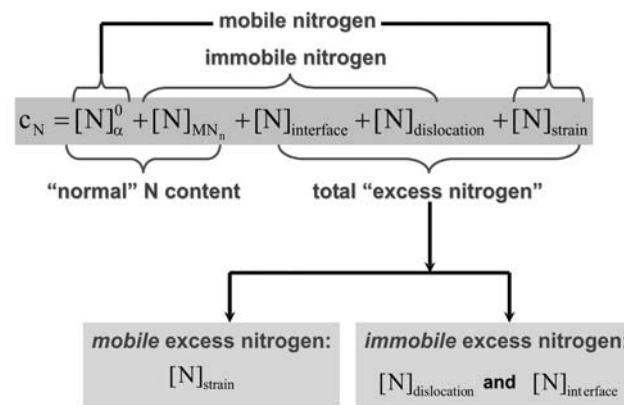 mobile nitrogen
immobile nitrogen
c_N = [N]_α^0 + [N]_{MN_n} + [N]_interface + [N]_dislocation + [N]_strain
“normal” N content total “excess nitrogen”
mobile excess nitrogen:
[N]_strain
immobile excess nitrogen:
[N]_dislocation and [N]_interface